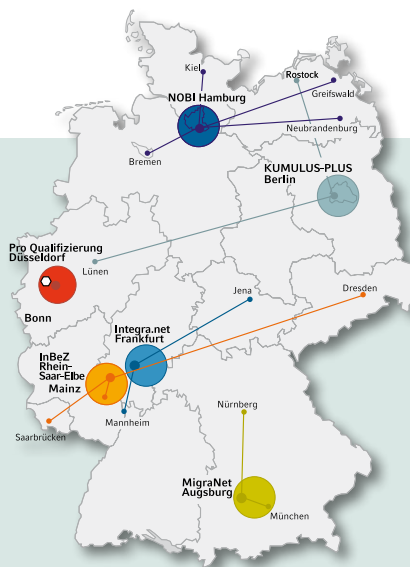 Kiel
Rostock
Greifswald
NOBI Hamburg
Neubrandenburg
Bremen
KUMULUS-PLUS
Berlin
Pro Qualifizierung
Düsseldorf
Lünen
Bonn
Jena
Dresden
Integra.net
Frankfurt
InBeZ
Rhein-
Saar-Elbe
Mainz
Saarbrücken
Mannheim
Nürnberg
MigraNet
Augsburg
München